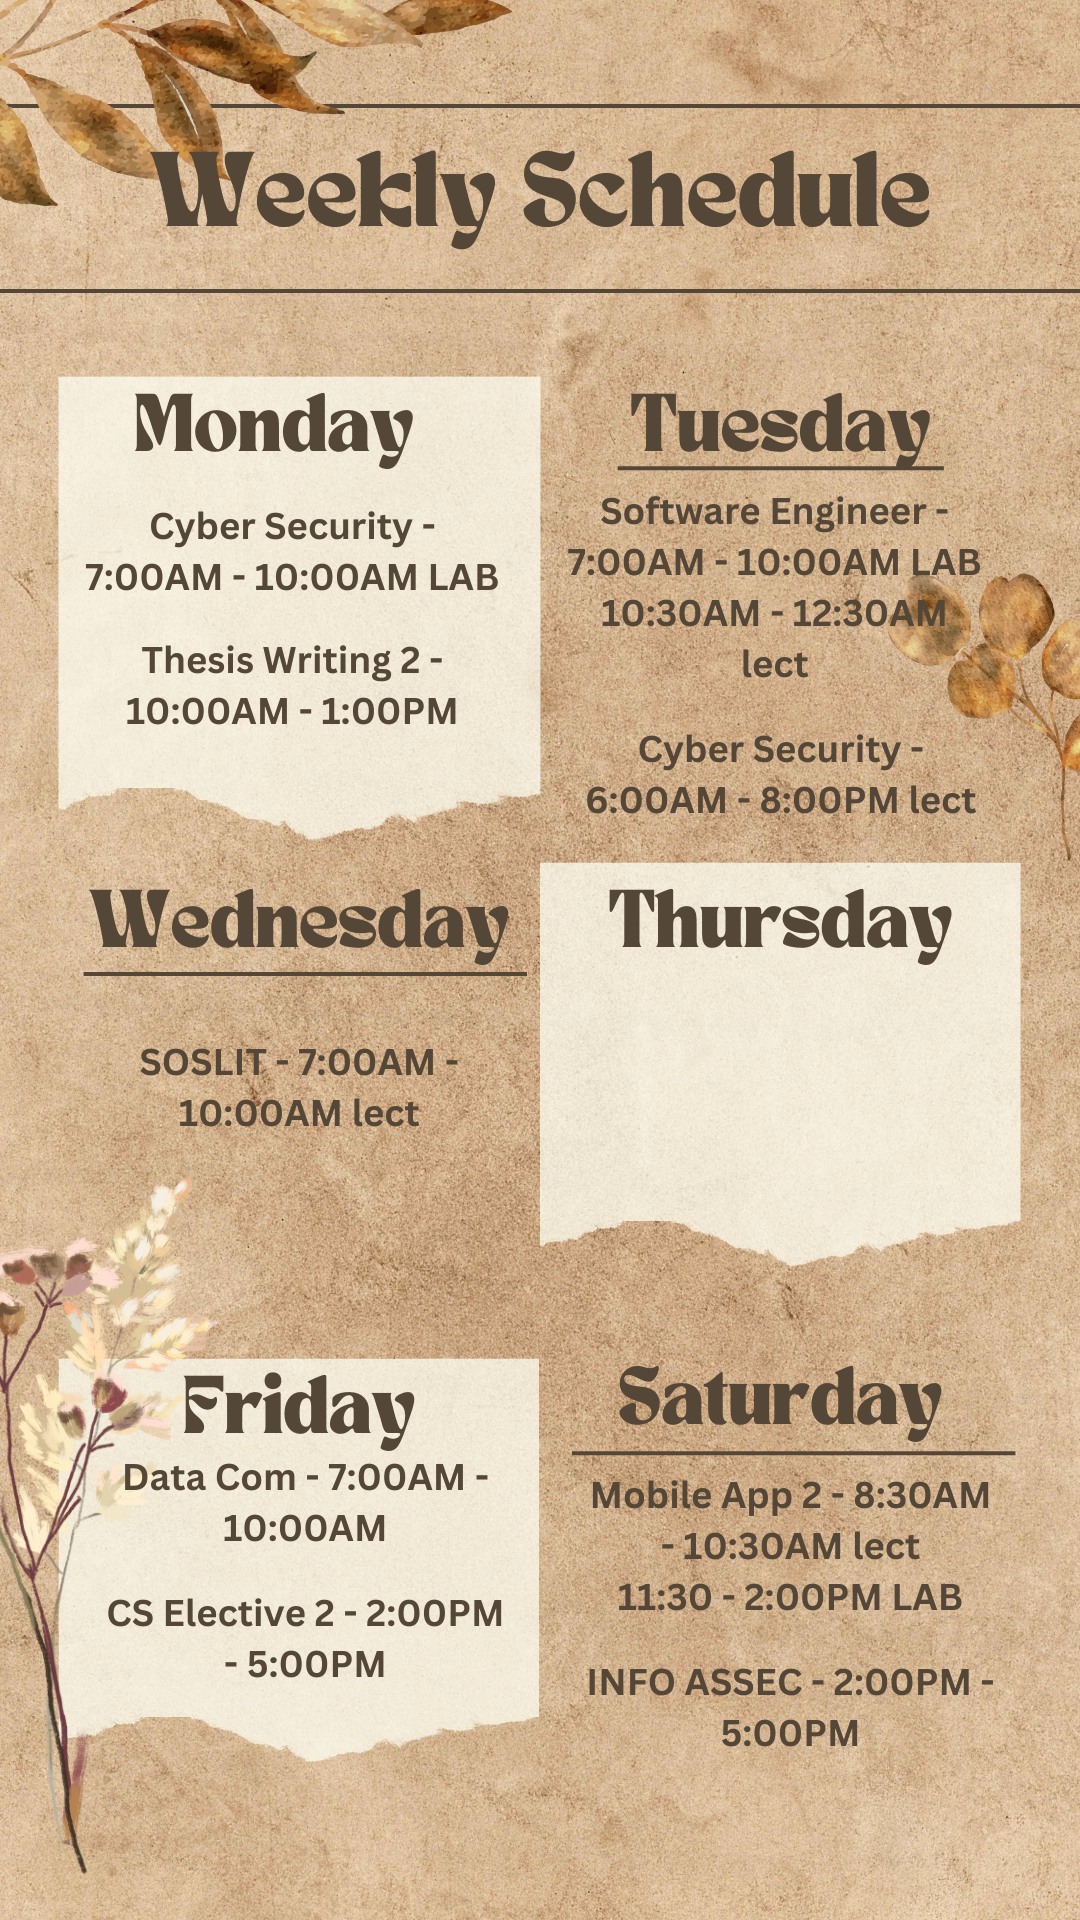 Weekly Schedule
Monday
Cyber Security -
7:00AM - 10:00AM LAB
Thesis Writing 2 -
10:00AM - 1:00PM
Tuesday
Software Engineer -
7:00AM - 10:00AM LAB
10:30AM - 12:30AM
lect
Cyber Security -
6:00AM - 8:00PM lect
Wednesday
SOSLIT - 7:00AM -
10:00AM lect
Thursday
Friday
Data Com - 7:00AM -
10:00AM
CS Elective 2 - 2:00PM
- 5:00PM
Saturday
Mobile App 2 - 8:30AM
- 10:30AM lect
11:30 - 2:00PM LAB
INFO ASSEC - 2:00PM -
5:00PM